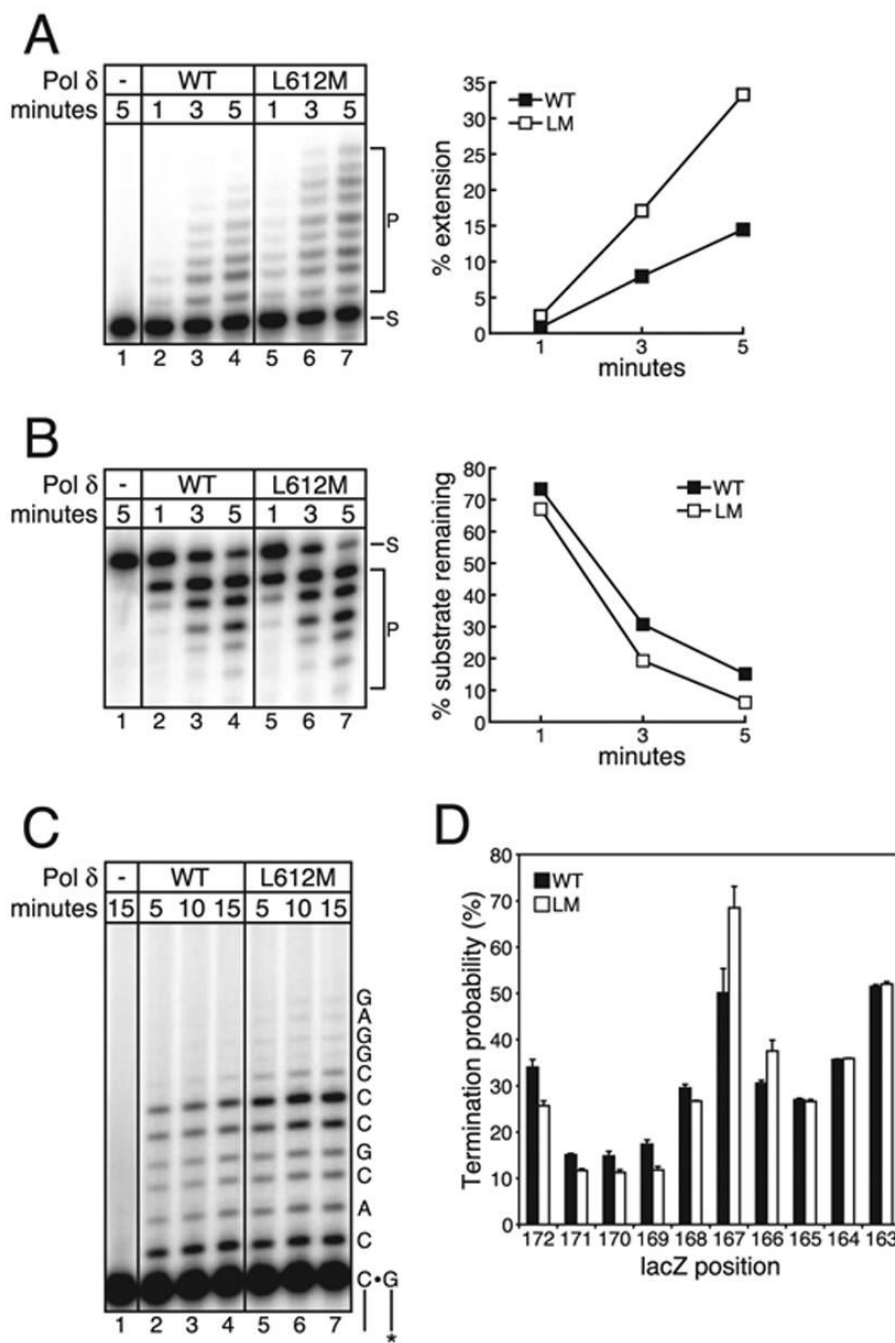 A
Pol δ - WT L612M
minutes 5 1 3 5 1 3 5
P
S
1 2 3 4 5 6 7
WT
LM
% extension
35
30
25
20
15
10
5
0
1 3 5
minutes
B
Pol δ - WT L612M
minutes 5 1 3 5 1 3 5
S
P
1 2 3 4 5 6 7
WT
LM
% substrate remaining
80
70
60
50
40
30
20
10
0
1 3 5
minutes
C
Pol δ - WT L612M
minutes 15 5 10 15 5 10 15
G
A
G
G
C
C
C
G
C
A
C
C•G
1 2 3 4 5 6 7
*
D
WT
LM
Termination probability (%)
80
70
60
50
40
30
20
10
0
172 171 170 169 168 167 166 165 164 163
lacZ position